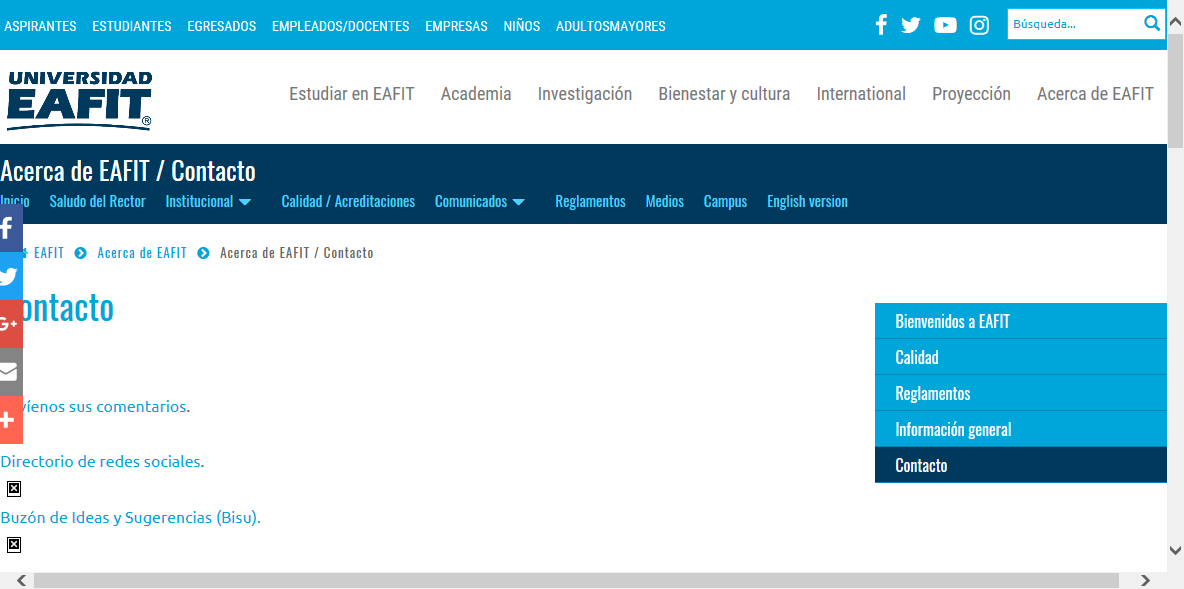 ASPIRANTES ESTUDIANTES EGRESADOS EMPLEADOS/DOCENTES EMPRESAS NIÑOS ADULTOSMAYORES Búsqueda...
UNIVERSIDAD
EAFIT®
Estudiar en EAFIT Academia Investigación Bienestar y cultura International Proyección Acerca de EAFIT
Acerca de EAFIT / Contacto
Inicio Saludo del Rector Institucional Calidad / Acreditaciones Comunicados Reglamentos Medios Campus English version
EAFIT Acerca de EAFIT Acerca de EAFIT / Contacto
ontacto
víenos sus comentarios.
Directorio de redes sociales.
Buzón de Ideas y Sugerencias (Bisu).
Bienvenidos a EAFIT
Calidad
Reglamentos
Información general
Contacto